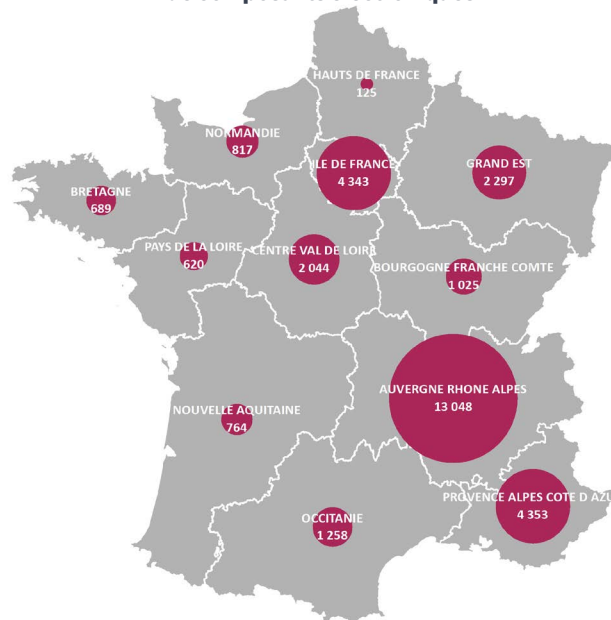 HAUTS DE FRANCE
125
NORMANDIE
817
ILE DE FRANCE
4 343
GRAND EST
2 297
BRETAGNE
689
PAYS DE LA LOIRE
620
CENTRE VAL DE LOIRE
2 044
BOURGOGNE FRANCHE COMTE
1 025
AUVERGNE RHONE ALPES
13 048
NOUVELLE AQUITAINE
764
PROVENCE ALPES COTE D AZU
4 353
OCCITANIE
1 258